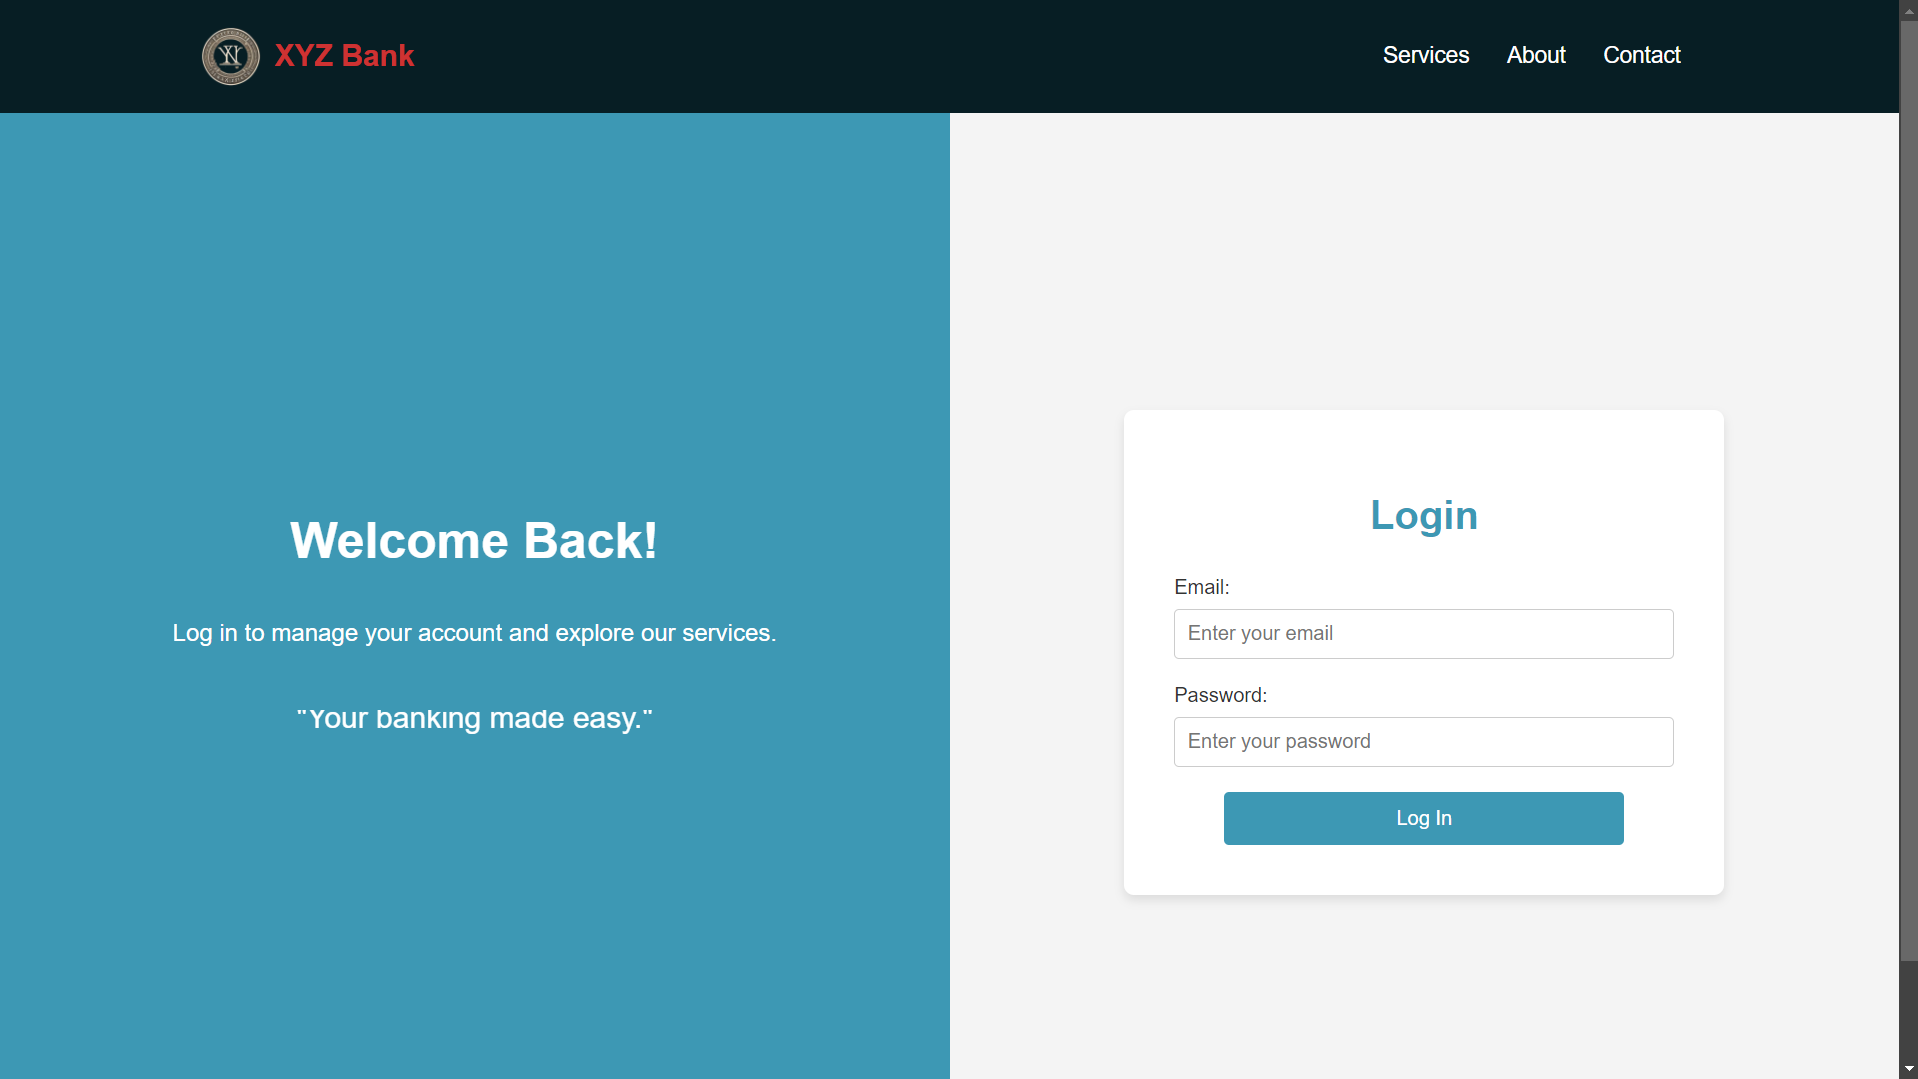 XYZ Bank
Services About Contact
Welcome Back!
Log in to manage your account and explore our services.
"Your banking made easy."
Login
Email:
Enter your email
Password:
Enter your password
Log In